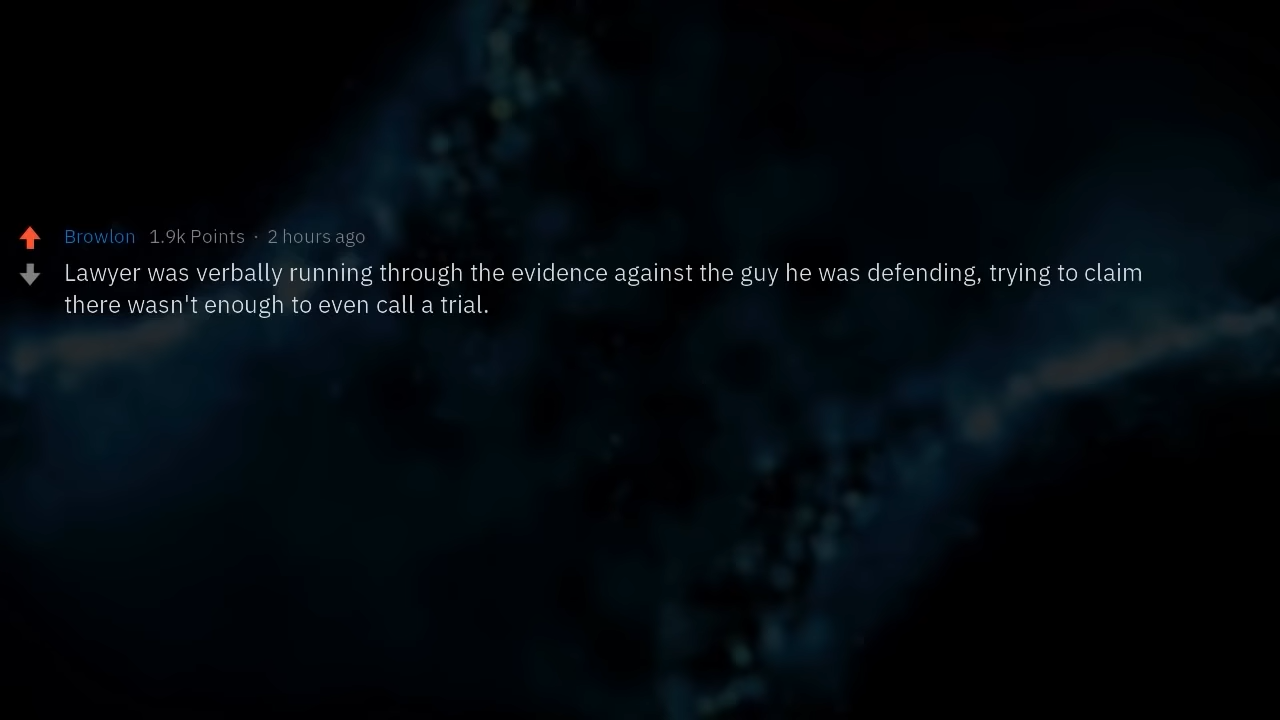 Browlon 1.9k Points · 2 hours ago
Lawyer was verbally running through the evidence against the guy he was defending, trying to claim
there wasn't enough to even call a trial.